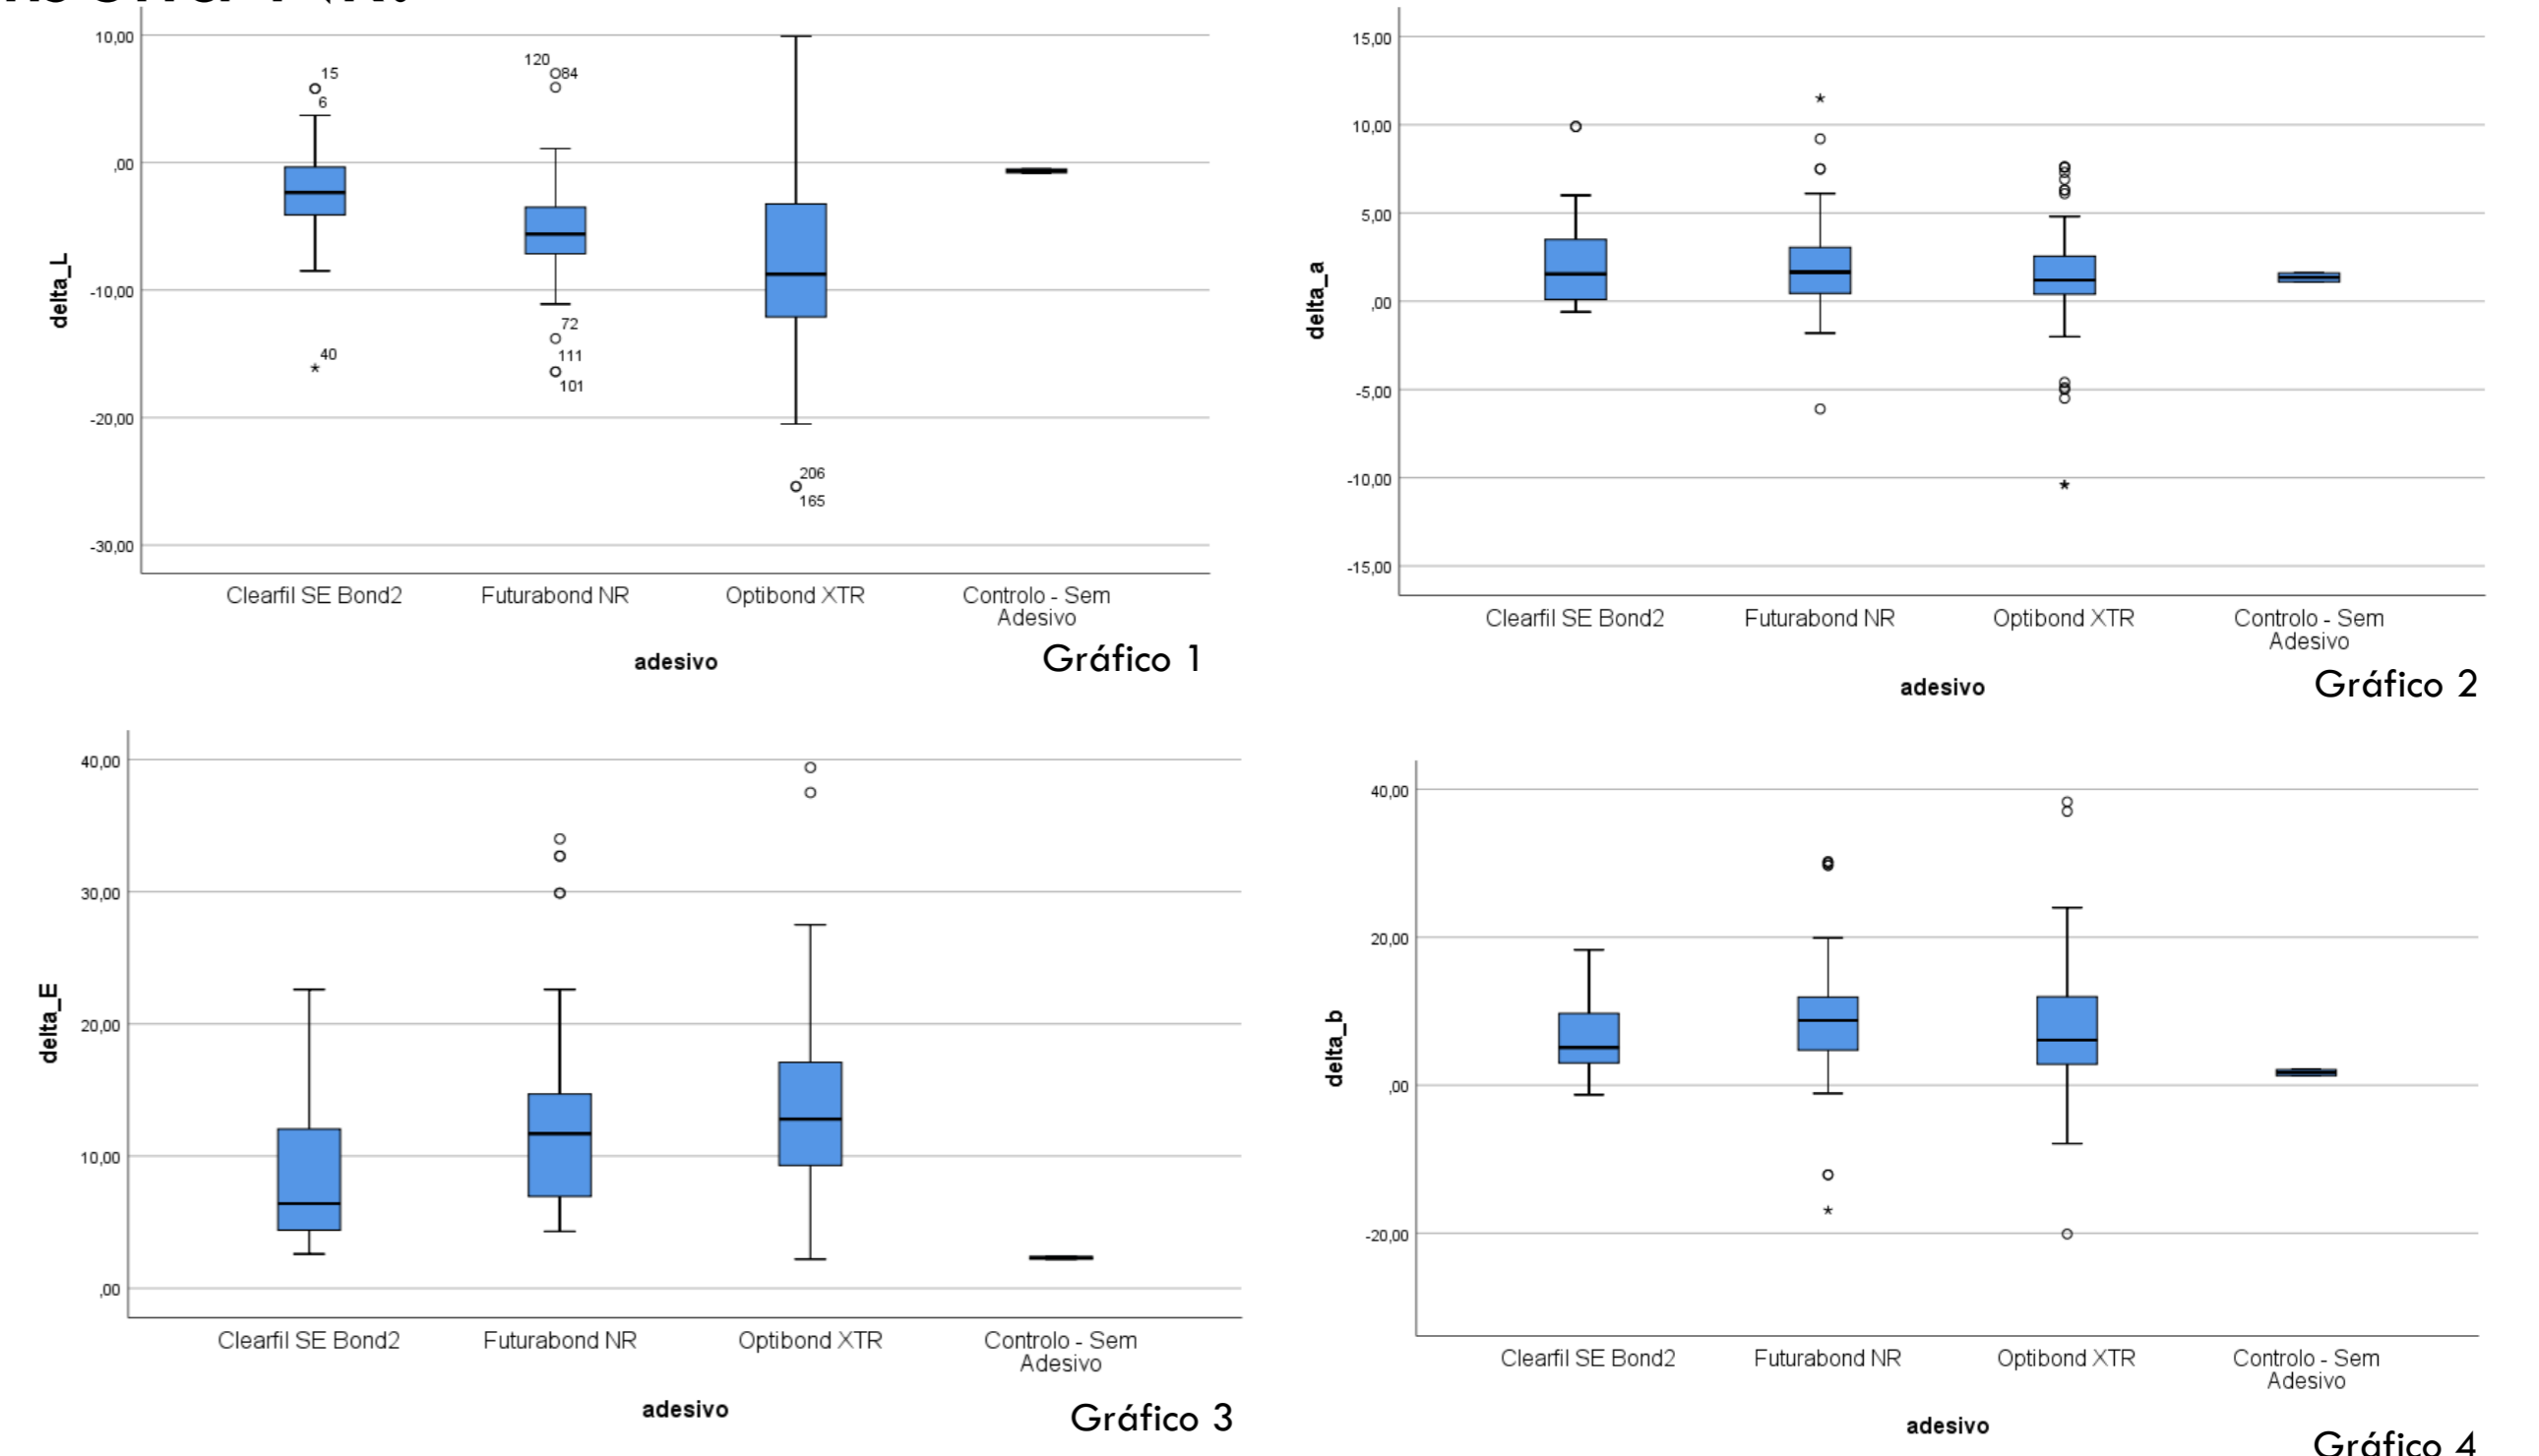 10,00
,00
-10,00
-20,00
-30,00
delta_L
15
6
40
120
84
72
111
101
206
165
Clearfil SE Bond2
Futurabond NR
Optibond XTR
Controlo - Sem
Adesivo
adesivo
Gráfico 1
15,00
10,00
5,00
,00
-5,00
-10,00
-15,00
delta_a
Clearfil SE Bond2
Futurabond NR
Optibond XTR
Controlo - Sem
Adesivo
adesivo
Gráfico 2
40,00
30,00
20,00
10,00
,00
delta_E
Clearfil SE Bond2
Futurabond NR
Optibond XTR
Controlo - Sem
Adesivo
adesivo
Gráfico 3
40,00
20,00
,00
-20,00
delta_b
Clearfil SE Bond2
Futurabond NR
Optibond XTR
Controlo - Sem
Adesivo
adesivo
Gráfico 4